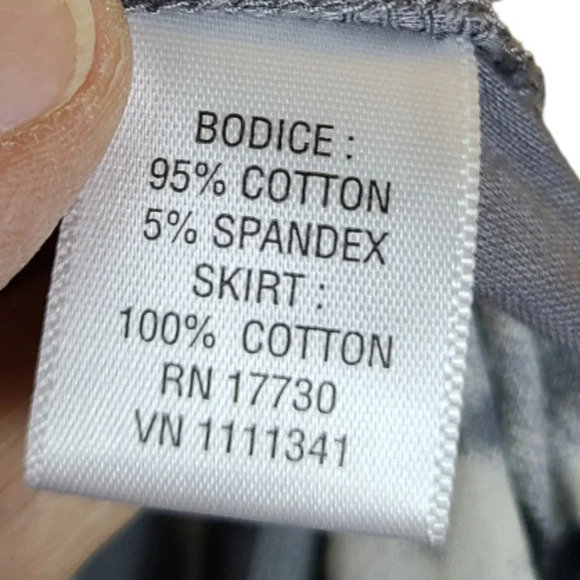 BODICE :
95% COTTON
5% SPANDEX
SKIRT :
100% COTTON
RN 17730
VN 1111341